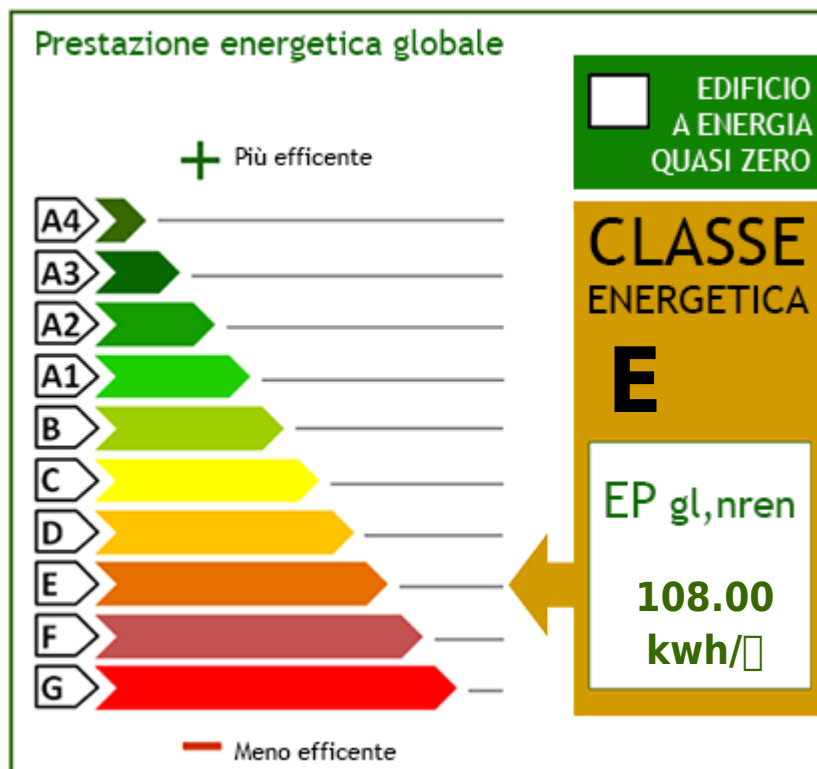 Prestazione energetica globale
EDIFICIO
A ENERGIA
QUASI ZERO
Più efficente
A4
A3
A2
A1
B
C
D
E
F
G
Meno efficente
CLASSE
ENERGETICA
E
EP gl,nren
108.00
kwh/